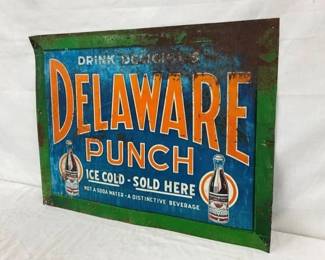 DRINK DELICIOUS
DELAWARE
PUNCH
ICE COLD - SOLD HERE
NOT A SODA WATER - A DISTINCTIVE BEVERAGE